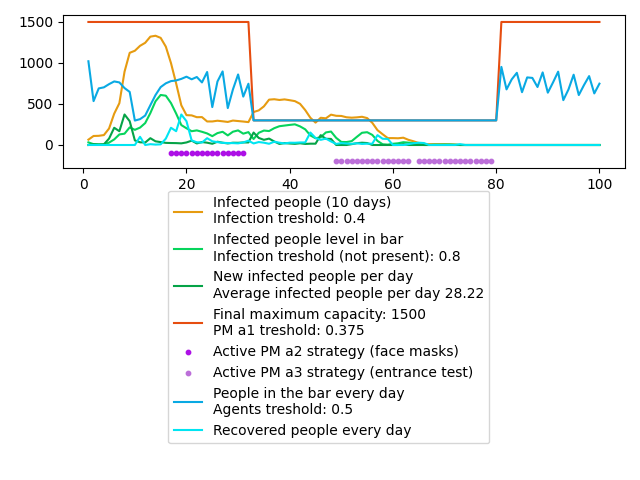 1500
1000
500
0
0
20
40
60
80
100
Infected people (10 days)
Infection treshold: 0.4
Infected people level in bar
Infection treshold (not present): 0.8
New infected people per day
Average infected people per day 28.22
Final maximum capacity: 1500
PM a1 treshold: 0.375
Active PM a2 strategy (face masks)
Active PM a3 strategy (entrance test)
People in the bar every day
Agents treshold: 0.5
Recovered people every day